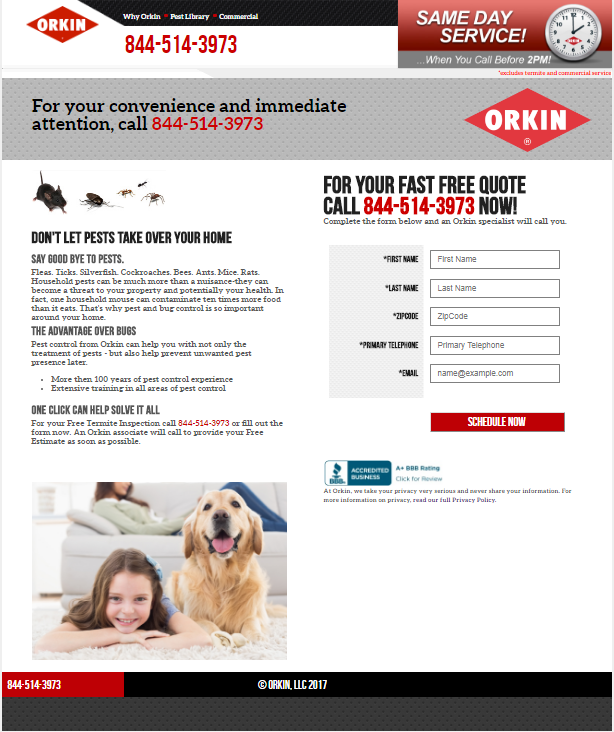 ORKIN
Why Orkin Pest Library Commercial
844-514-3973
SAME DAY
SERVICE!
...When You Call Before 2PM!
*excludes termite and commercial service
For your convenience and immediate
attention, call 844-514-3973
ORKIN
®
DON'T LET PESTS TAKE OVER YOUR HOME
SAY GOOD BYE TO PESTS.
Fleas. Ticks. Silverfish. Cockroaches. Bees. Ants. Mice. Rats.
Household pests can be much more than a nuisance-they can
become a threat to your property and potentially your health. In
fact, one household mouse can contaminate ten times more food
than it eats. That's why pest and bug control is so important
around your home.
THE ADVANTAGE OVER BUGS
Pest control from Orkin can help you with not only the
treatment of pests - but also help prevent unwanted pest
presence later.
• More then 100 years of pest control experience
• Extensive training in all areas of pest control
ONE CLICK CAN HELP SOLVE IT ALL
For your Free Termite Inspection call 844-514-3973 or fill out the
form now. An Orkin associate will call to provide your Free
Estimate as soon as possible.
FOR YOUR FAST FREE QUOTE
CALL 844-514-3973 NOW!
Complete the form below and an Orkin specialist will call you.
*FIRST NAME First Name
*LAST NAME Last Name
*ZIPCODE ZipCode
*PRIMARY TELEPHONE Primary Telephone
*EMAIL name@example.com
SCHEDULE NOW
BBB ACCREDITED BUSINESS
A+ BBB Rating
Click for Review
At Orkin, we take your privacy very serious and never share your information. For
more information on privacy, read our full Privacy Policy.
844-514-3973
© ORKIN, LLC 2017